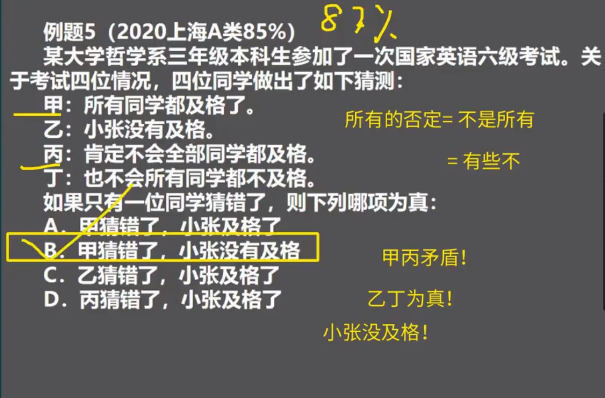 例题5（2020上海A类85%）
87%
某大学哲学系三年级本科生参加了一次国家英语六级考试。关
于考试四位情况，四位同学做出了如下猜测：
甲：所有同学都及格了。
乙：小张没有及格。
所有的否定= 不是所有
丙：肯定不会全部同学都及格。
= 有些不
丁：也不会所有同学都不及格。
如果只有一位同学猜错了，则下列哪项为真：
A．甲猜错了，小张及格了
B．甲猜错了，小张没有及格
甲丙矛盾！
C．乙猜错了，小张及格了
D．丙猜错了，小张及格了
乙丁为真！
小张没及格！